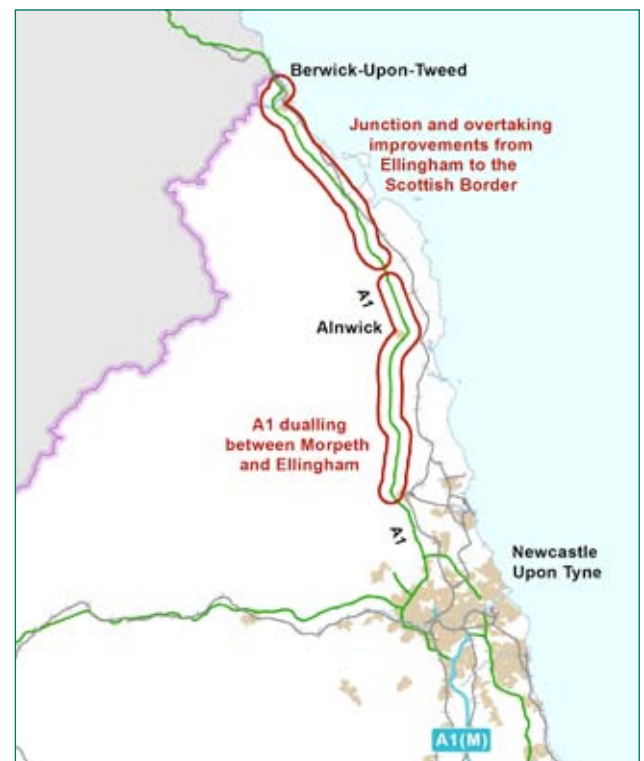 Berwick-Upon-Tweed
Junction and overtaking
improvements from
Ellingham to the
Scottish Border
A1
Alnwick
A1 dualling
between Morpeth
and Ellingham
A1
Newcastle
Upon Tyne
A1(M)